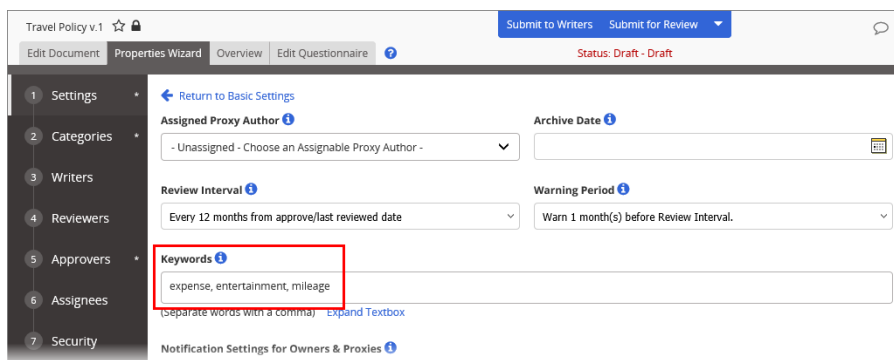 Travel Policy v.1
Submit to Writers Submit for Review
Edit Document Properties Wizard Overview Edit Questionnaire ?
Status: Draft - Draft
1 Settings *
2 Categories *
3 Writers
4 Reviewers
5 Approvers *
6 Assignees
7 Security
Return to Basic Settings
Assigned Proxy Author i
- Unassigned - Choose an Assignable Proxy Author -
Archive Date i
Review Interval i
Every 12 months from approve/last reviewed date
Warning Period i
Warn 1 month(s) before Review Interval.
Keywords i
expense, entertainment, mileage
(Separate words with a comma) Expand Textbox
Notification Settings for Owners & Proxies i